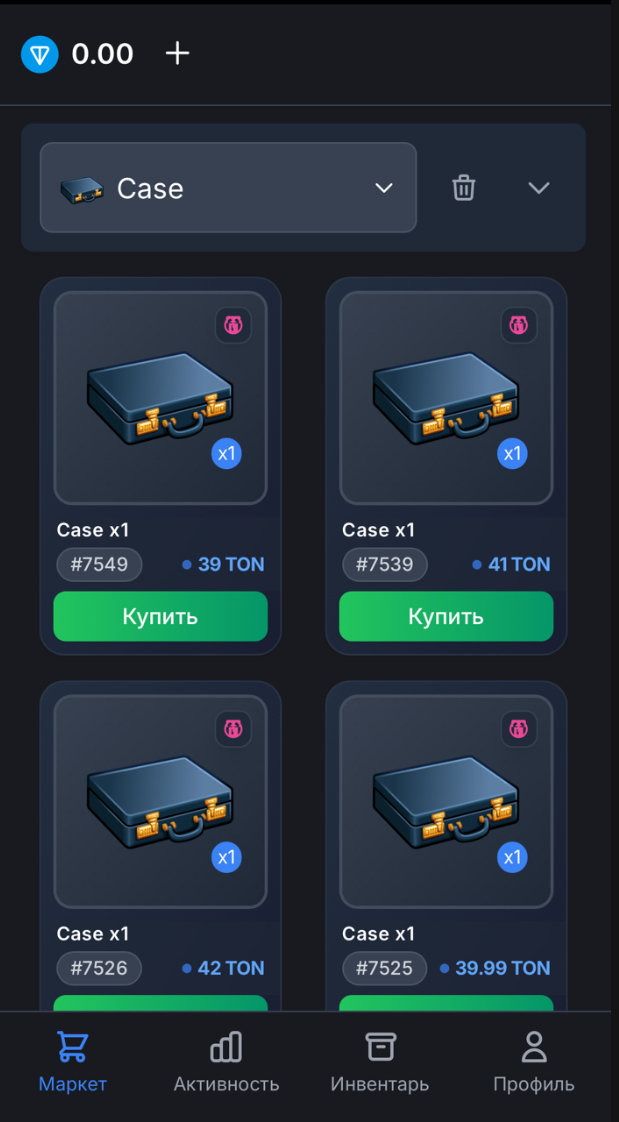 0.00 +
Case
x1
x1
Case x1
Case x1
#7549
39 TON
#7539
41 TON
Купить
Купить
x1
x1
Case x1
Case x1
#7526
42 TON
#7525
39.99 TON
Маркет
Активность
Инвентарь
Профиль